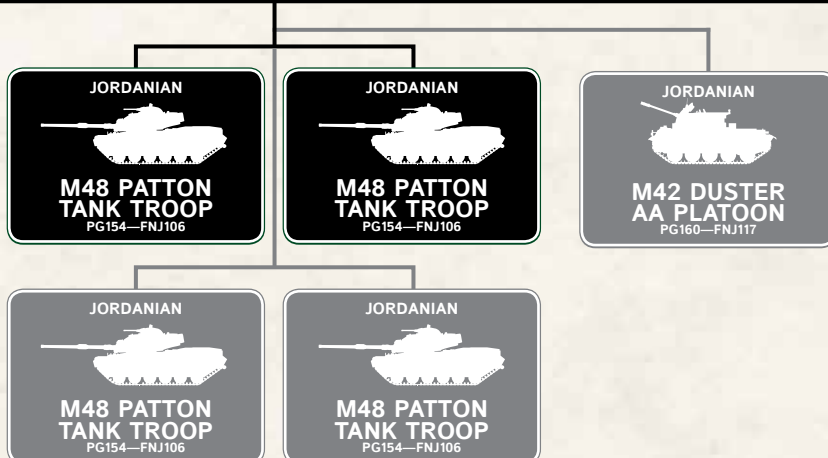 JORDANIAN
M48 PATTON
TANK TROOP
PG154—FNJ106
JORDANIAN
M48 PATTON
TANK TROOP
PG154—FNJ106
JORDANIAN
M42 DUSTER
AA PLATOON
PG160—FNJ117
JORDANIAN
M48 PATTON
TANK TROOP
PG154—FNJ106
JORDANIAN
M48 PATTON
TANK TROOP
PG154—FNJ106